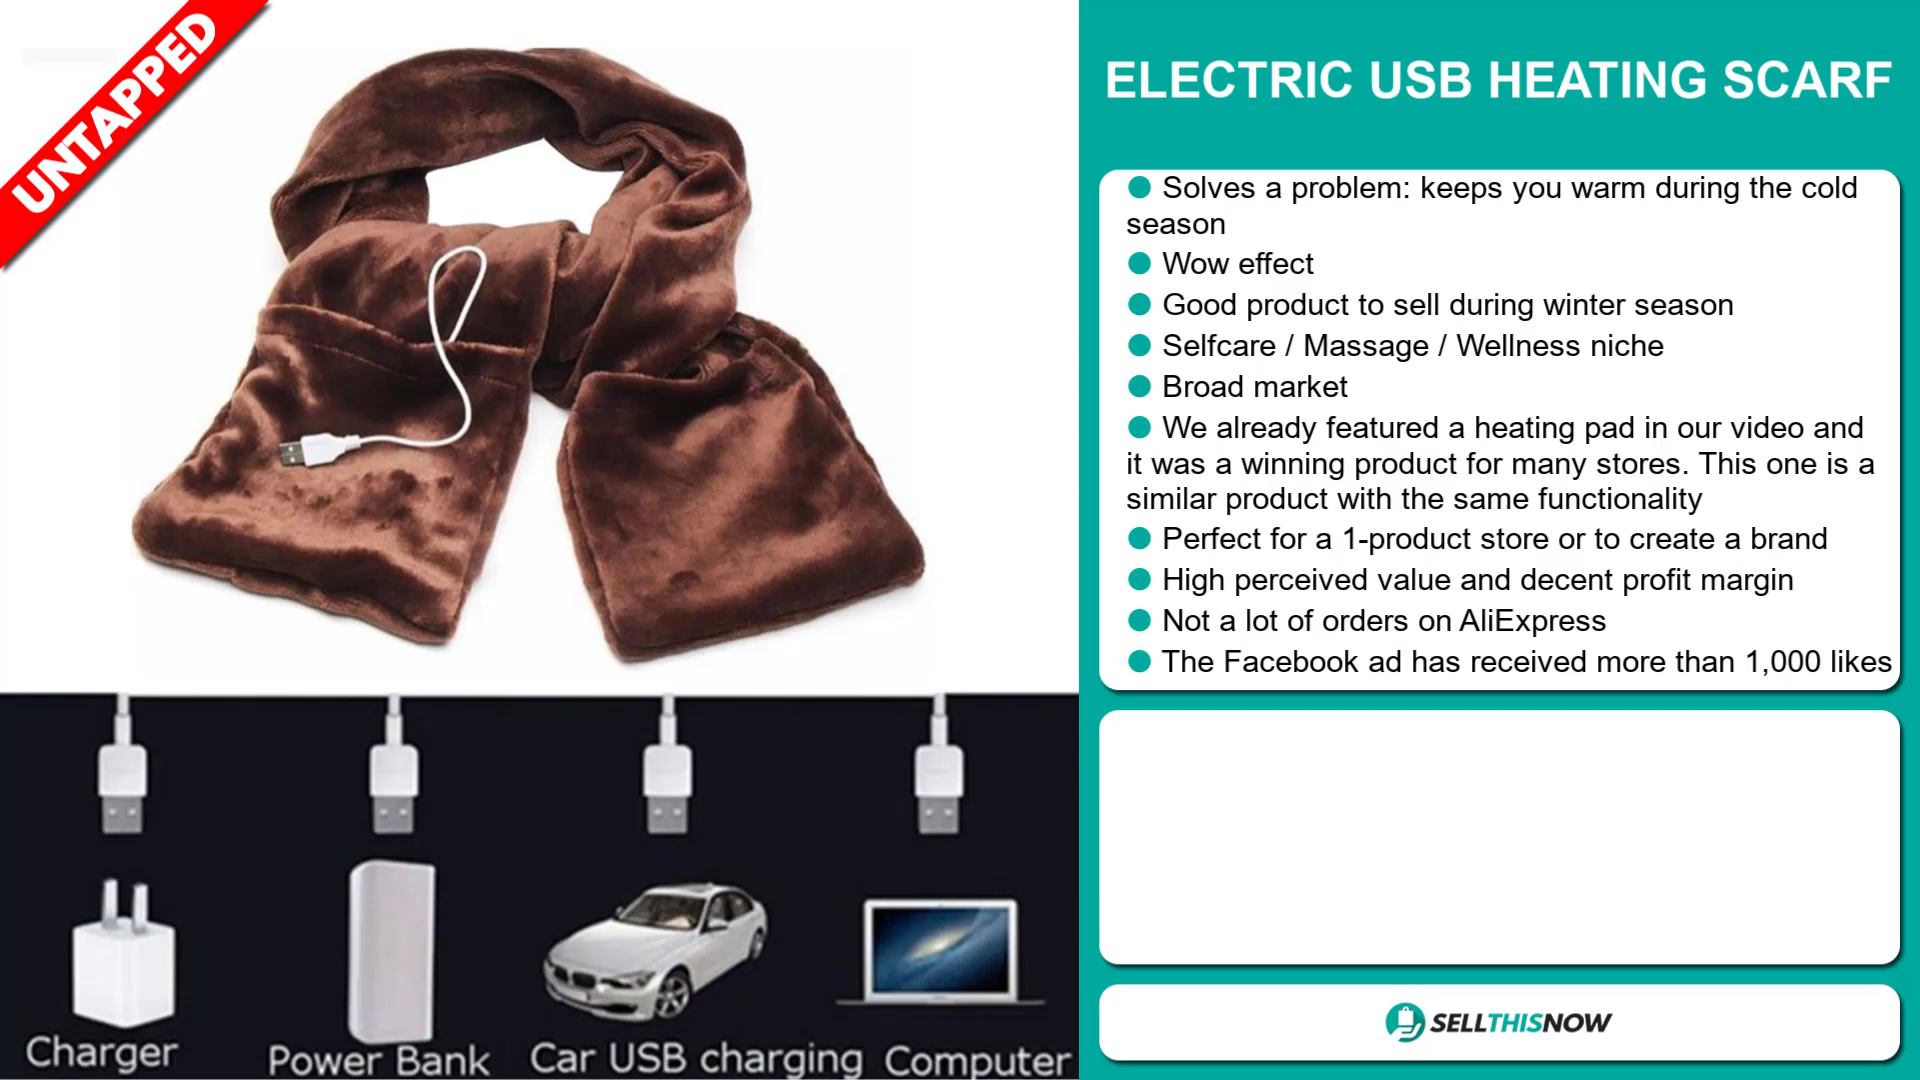 UNTAPPED
ELECTRIC USB HEATING SCARF
● Solves a problem: keeps you warm during the cold
season
● Wow effect
● Good product to sell during winter season
● Selfcare / Massage / Wellness niche
● Broad market
● We already featured a heating pad in our video and
it was a winning product for many stores. This one is a
similar product with the same functionality
● Perfect for a 1-product store or to create a brand
● High perceived value and decent profit margin
● Not a lot of orders on AliExpress
● The Facebook ad has received more than 1,000 likes
Charger
Power Bank
Car USB charging
Computer
SELLTHISNOW